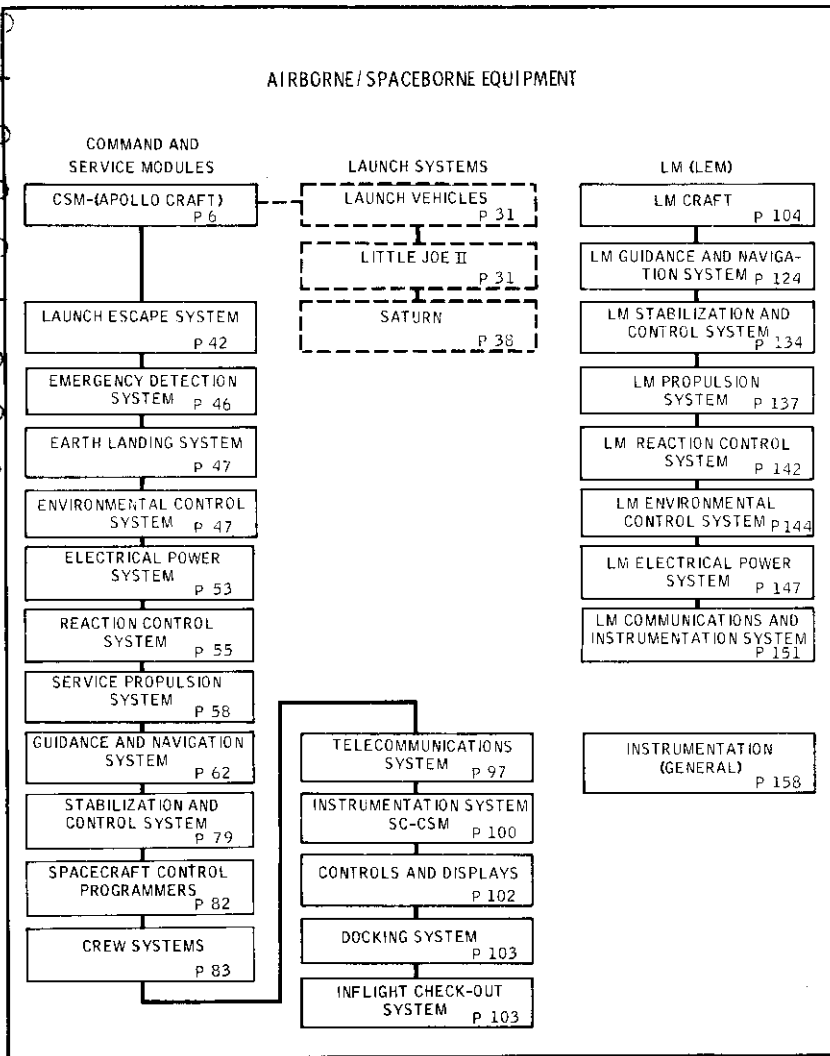 AIRBORNE/SPACEBORNE EQUIPMENT
COMMAND AND
SERVICE MODULES
CSM-(APOLLO CRAFT)
P 6
LAUNCH ESCAPE SYSTEM
P 42
EMERGENCY DETECTION
SYSTEM P 46
EARTH LANDING SYSTEM
P 47
ENVIRONMENTAL CONTROL
SYSTEM P 47
ELECTRICAL POWER
SYSTEM P 53
REACTION CONTROL
SYSTEM P 55
SERVICE PROPULSION
SYSTEM P 58
GUIDANCE AND NAVIGATION
SYSTEM P 62
STABILIZATION AND
CONTROL SYSTEM
P 79
SPACECRAFT CONTROL
PROGRAMMERS
P 82
CREW SYSTEMS
P 83
LAUNCH SYSTEMS
LAUNCH VEHICLES
P 31
LITTLE JOE II
P 31
SATURN
P 38
TELECOMMUNICATIONS
SYSTEM P 97
INSTRUMENTATION SYSTEM
SC-CSM P 100
CONTROLS AND DISPLAYS
P 102
DOCKING SYSTEM
P 103
INFLIGHT CHECK-OUT
SYSTEM P 103
LM (LEM)
LM CRAFT
P 104
LM GUIDANCE AND NAVIGA-
TION SYSTEM P 124
LM STABILIZATION AND
CONTROL SYSTEM
P 134
LM PROPULSION
SYSTEM P 137
LM REACTION CONTROL
SYSTEM P 142
LM ENVIRONMENTAL
CONTROL SYSTEM P 144
LM ELECTRICAL POWER
SYSTEM P 147
LM COMMUNICATIONS AND
INSTRUMENTATION SYSTEM
P 151
INSTRUMENTATION
(GENERAL)
P 158